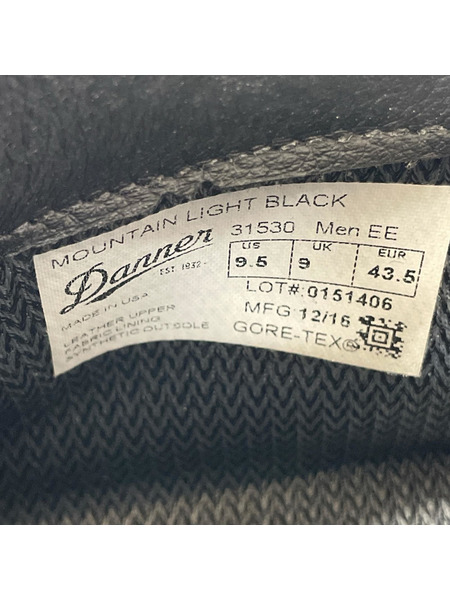 MOUNTAIN LIGHT BLACK
Danner
EST. 1932-
MADE IN USA
LEATHER UPPER
FABRIC LINING
SYNTHETIC OUTSOLE
31530 Men EE
US UK EUR
9.5 9 43.5
LOT#:0151406
MFG 12/16
GORE-TEX®